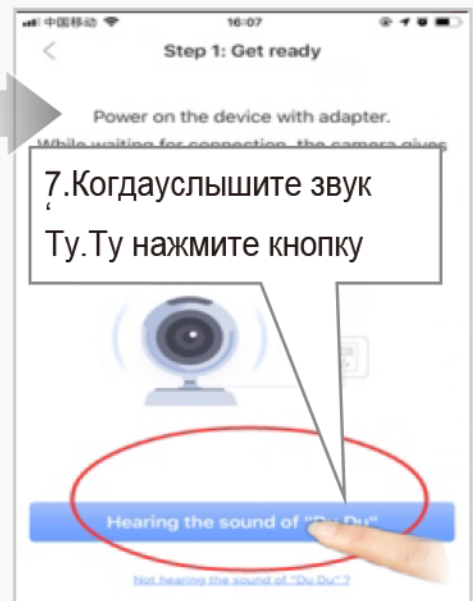 中国移动 16:07
Step 1: Get ready
Power on the device with adapter.
While waiting for connection, the camera gives
7.Когдауслышите звук
‘
Ту.Ту нажмите кнопку
Hearing the sound of "Du Du"
Not hearing the sound of "Du Du" ?